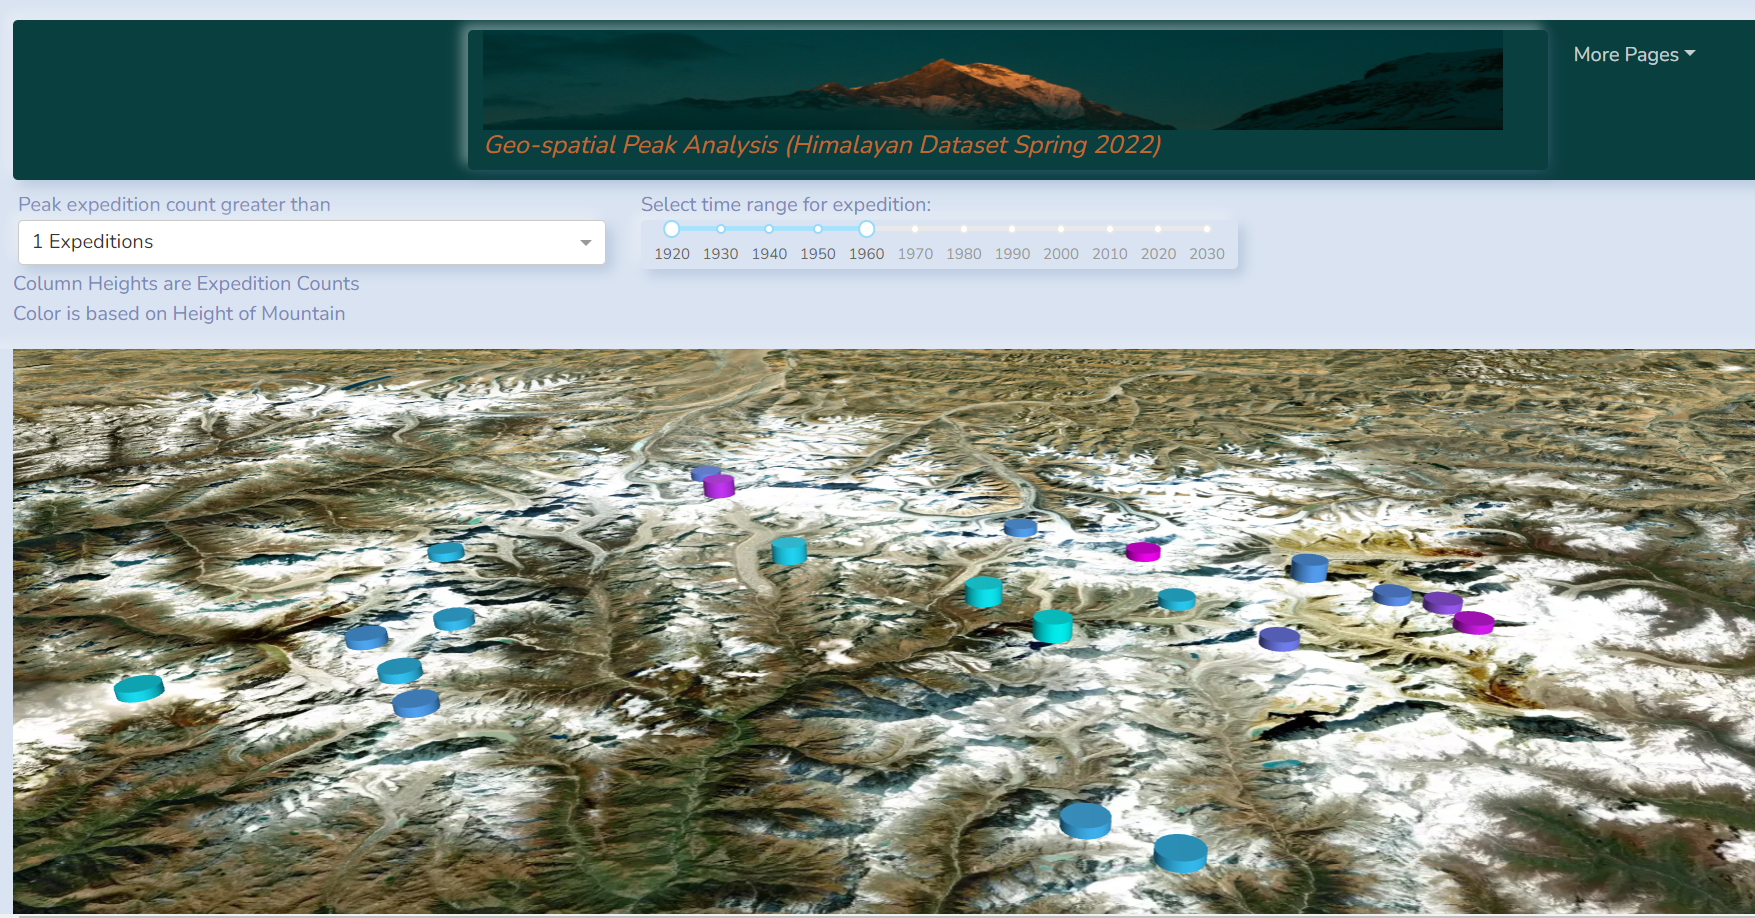 More Pages
Geo-spatial Peak Analysis (Himalayan Dataset Spring 2022)
Peak expedition count greater than
1 Expeditions
Select time range for expedition:
1920 1930 1940 1950 1960 1970 1980 1990 2000 2010 2020 2030
Column Heights are Expedition Counts
Color is based on Height of Mountain